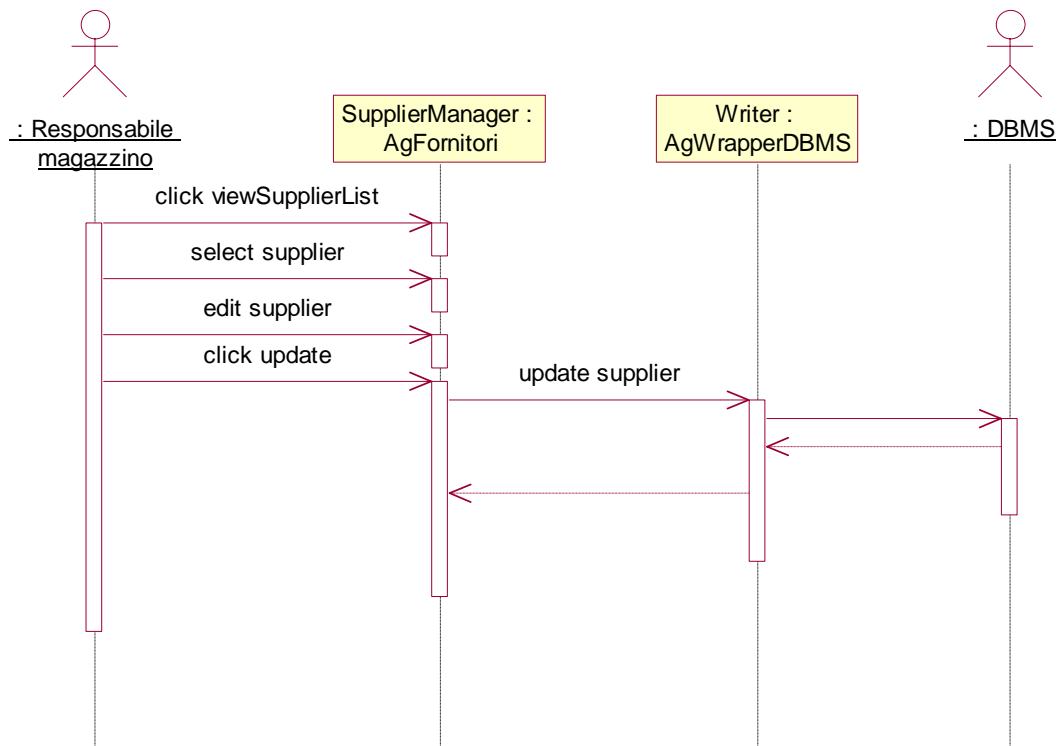 : Responsabile
magazzino
SupplierManager :
AgFornitori
Writer :
AgWrapperDBMS
: DBMS
click viewSupplierList
select supplier
edit supplier
click update
update supplier